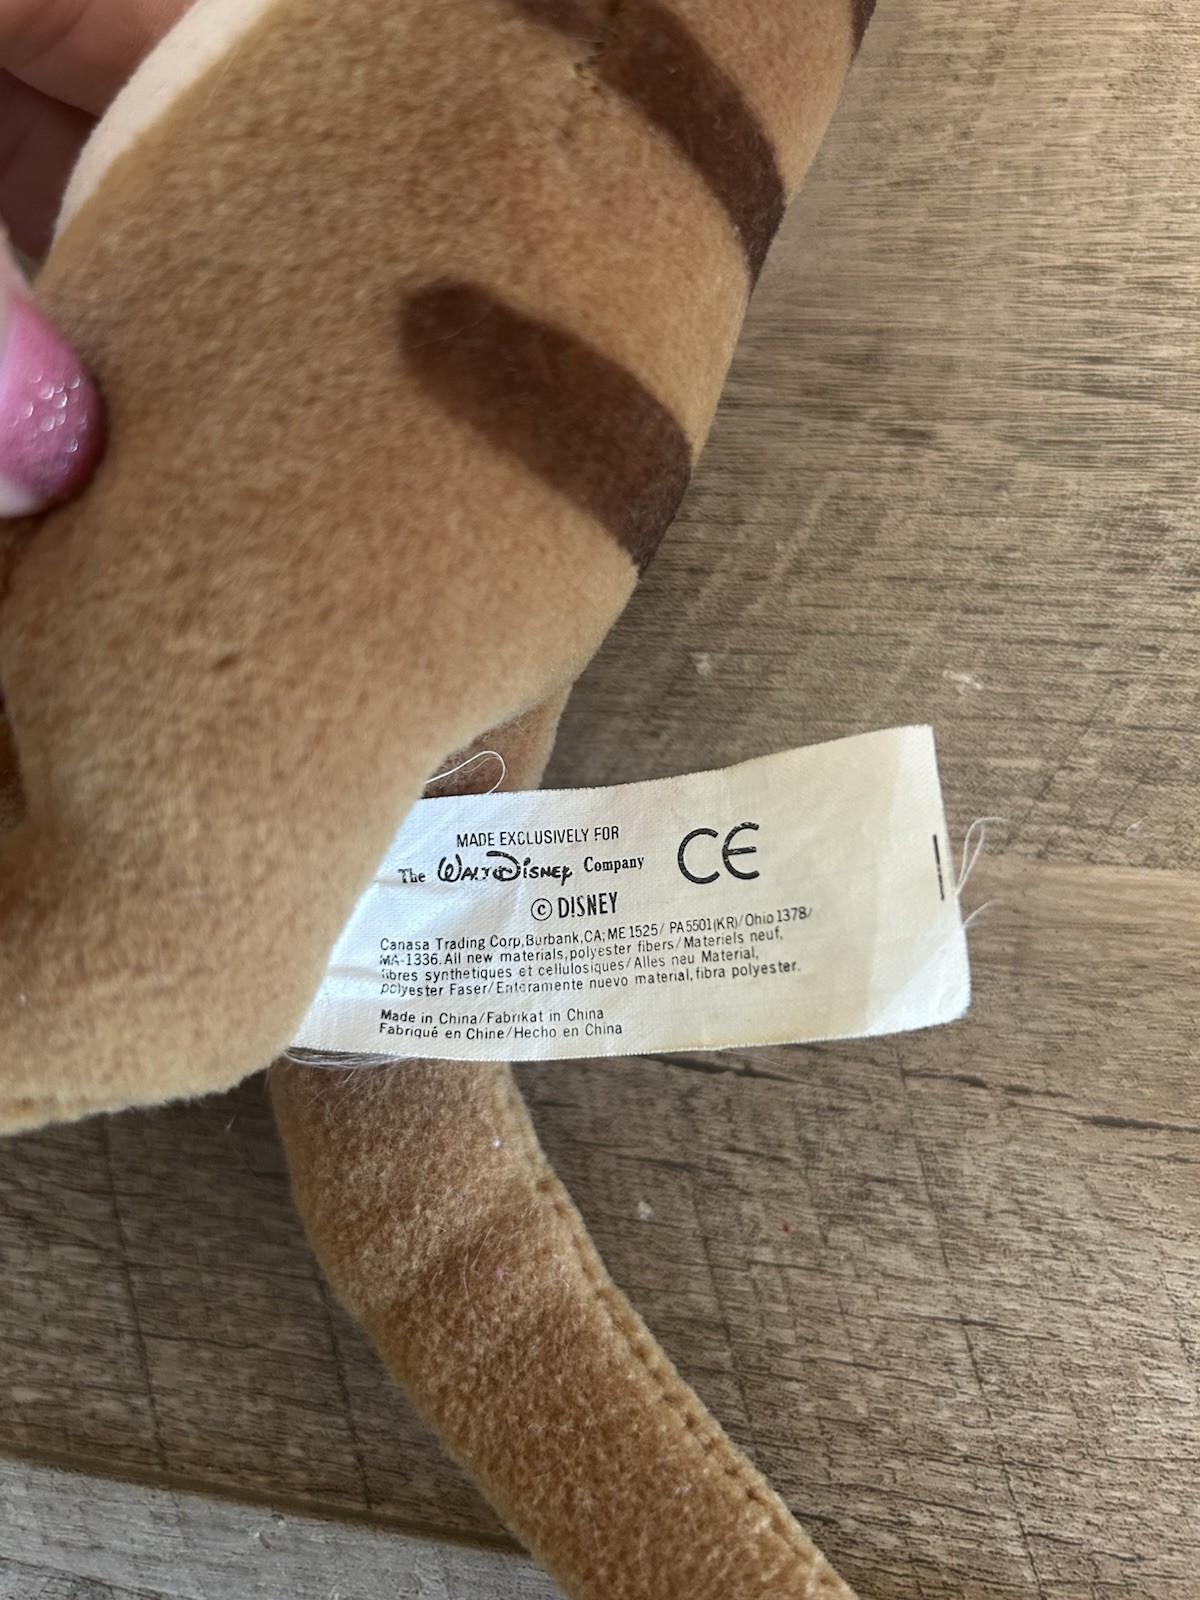 MADE EXCLUSIVELY FOR
The WALT DISNEY Company
CE
© DISNEY
Canasa Trading Corp, Burbank, CA; ME 1525/ PA 5501(KR)/Ohio 1378/
MA-1336. All new materials, polyester fibers/Materiels neuf,
fibres synthetiques et cellulosiques/Alles neu Material,
polyester Faser/Enteramente nuevo material, fibra polyester.
Made in China/Fabrikat in China
Fabriqué en Chine/Hecho en China